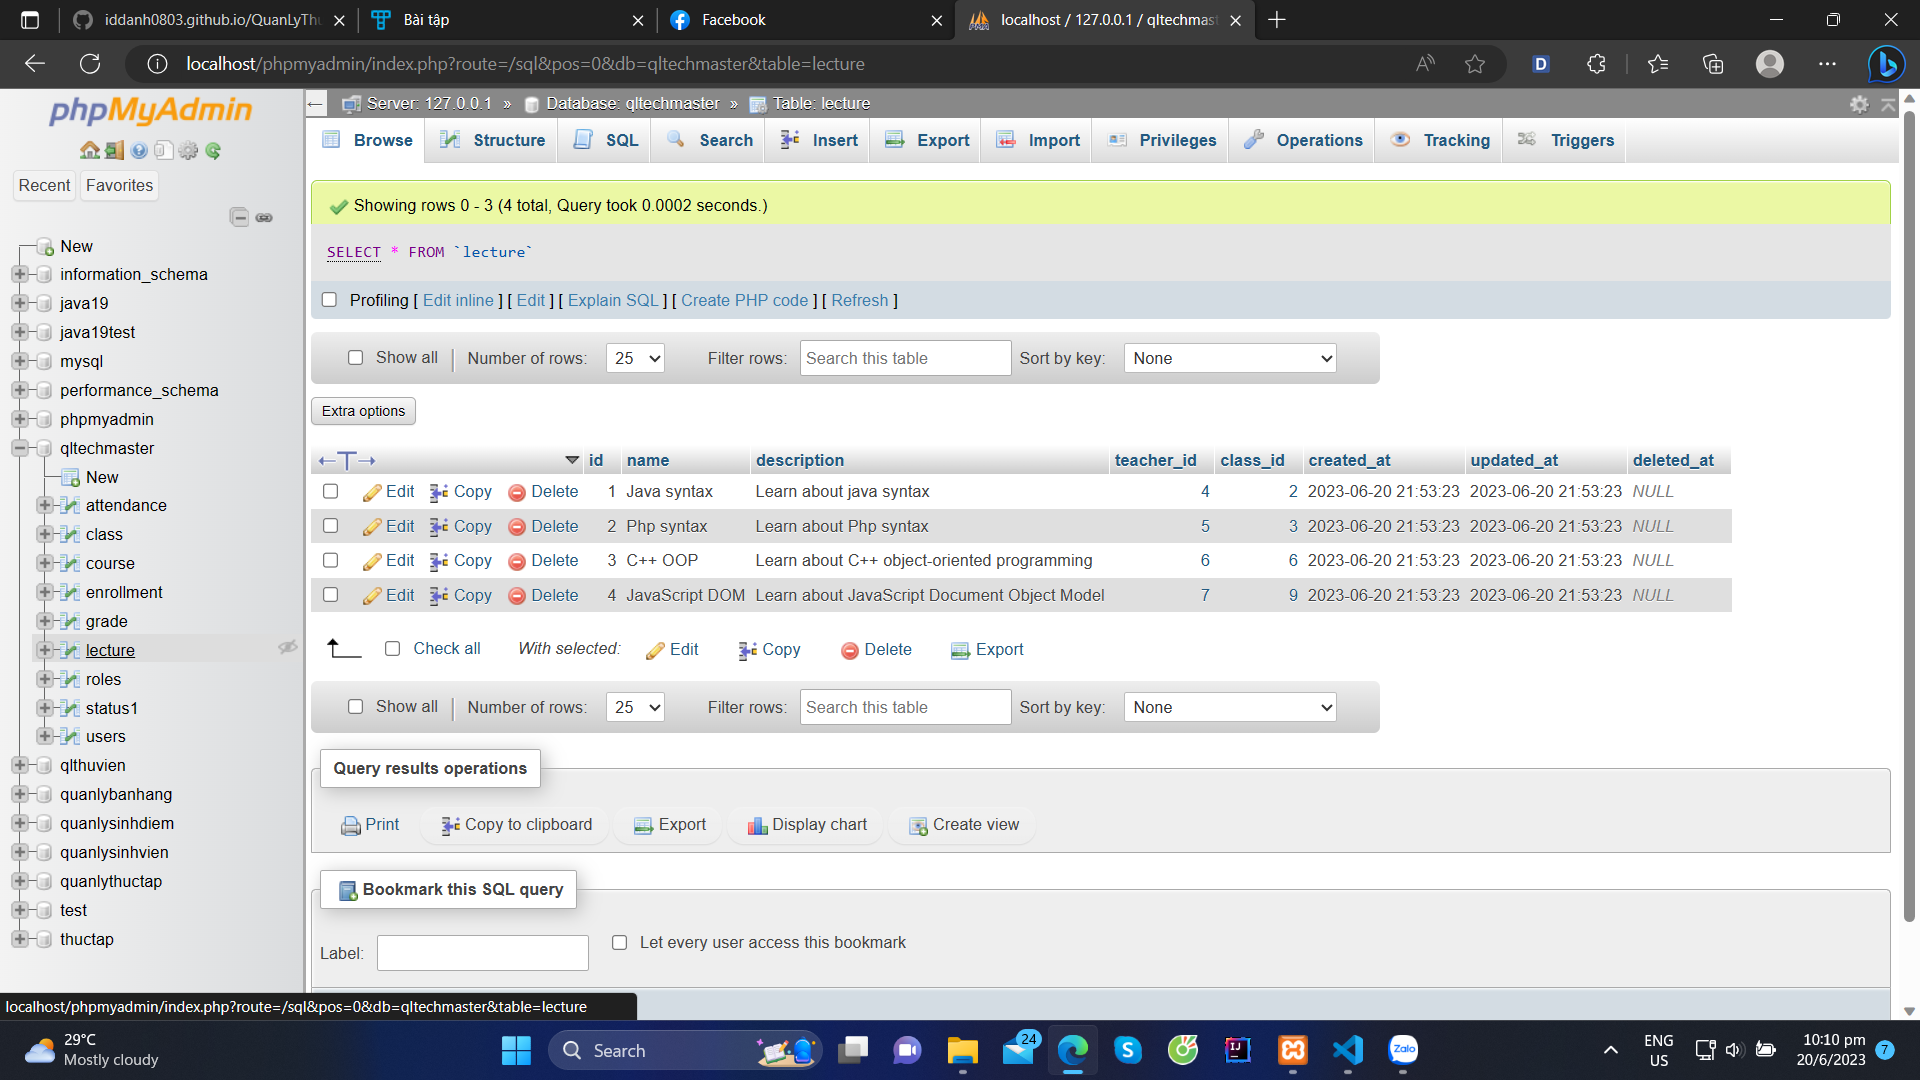 iddanh0803.github.io/QuanLyThu
Bài tập
Facebook
localhost / 127.0.0.1 / qltechmast
localhost/phpmyadmin/index.php?route=/sql&pos=0&db=qltechmaster&table=lecture
phpMyAdmin
Recent
Favorites
New
information_schema
java19
java19test
mysql
performance_schema
phpmyadmin
qltechmaster
New
attendance
class
course
enrollment
grade
lecture
roles
status1
users
qlthuvien
quanlybanhang
quanlysinhdiem
quanlysinhvien
quanlythuctap
test
thuctap
Server: 127.0.0.1 » Database: qltechmaster » Table: lecture
Browse Structure SQL Search Insert Export Import Privileges Operations Tracking Triggers
Showing rows 0 - 3 (4 total, Query took 0.0002 seconds.)
SELECT * FROM `lecture`
Profiling [ Edit inline ] [ Edit ] [ Explain SQL ] [ Create PHP code ] [ Refresh ]
Show all Number of rows: 25 Filter rows: Search this table Sort by key: None
Extra options
id name description teacher_id class_id created_at updated_at deleted_at
Edit Copy Delete 1 Java syntax Learn about java syntax 4 2 2023-06-20 21:53:23 2023-06-20 21:53:23 NULL
Edit Copy Delete 2 Php syntax Learn about Php syntax 5 3 2023-06-20 21:53:23 2023-06-20 21:53:23 NULL
Edit Copy Delete 3 C++ OOP Learn about C++ object-oriented programming 6 6 2023-06-20 21:53:23 2023-06-20 21:53:23 NULL
Edit Copy Delete 4 JavaScript DOM Learn about JavaScript Document Object Model 7 9 2023-06-20 21:53:23 2023-06-20 21:53:23 NULL
Check all With selected: Edit Copy Delete Export
Show all Number of rows: 25 Filter rows: Search this table Sort by key: None
Query results operations
Print Copy to clipboard Export Display chart Create view
Bookmark this SQL query
Label: Let every user access this bookmark
localhost/phpmyadmin/index.php?route=/sql&pos=0&db=qltechmaster&table=lecture
29°C
Mostly cloudy
Search
24
Zalo
ENG
US
10:10 pm
20/6/2023
7